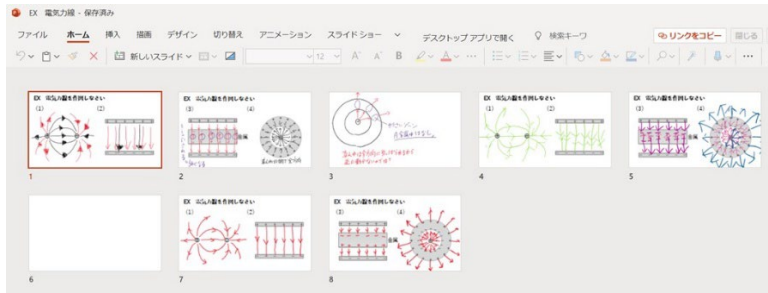 EX 電気力線 - 保存済み
ファイル ホーム 挿入 描画 デザイン 切り替え アニメーション スライド ショー デスクトップ アプリで開く 検索キーワ リンクをコピー 閉じる
新しいスライド 12 A^ A˅ B A
EX 電気力線を作図しなさい
(1) (2)
1
EX 電気力線を作図しなさい
(3) (4)
金属
2
3
EX 電気力線を作図しなさい
(1) (2)
4
EX 電気力線を作図しなさい
(3) (4)
金属
5
6
EX 電気力線を作図しなさい
(1) (2)
7
EX 電気力線を作図しなさい
(3) (4)
金属
8